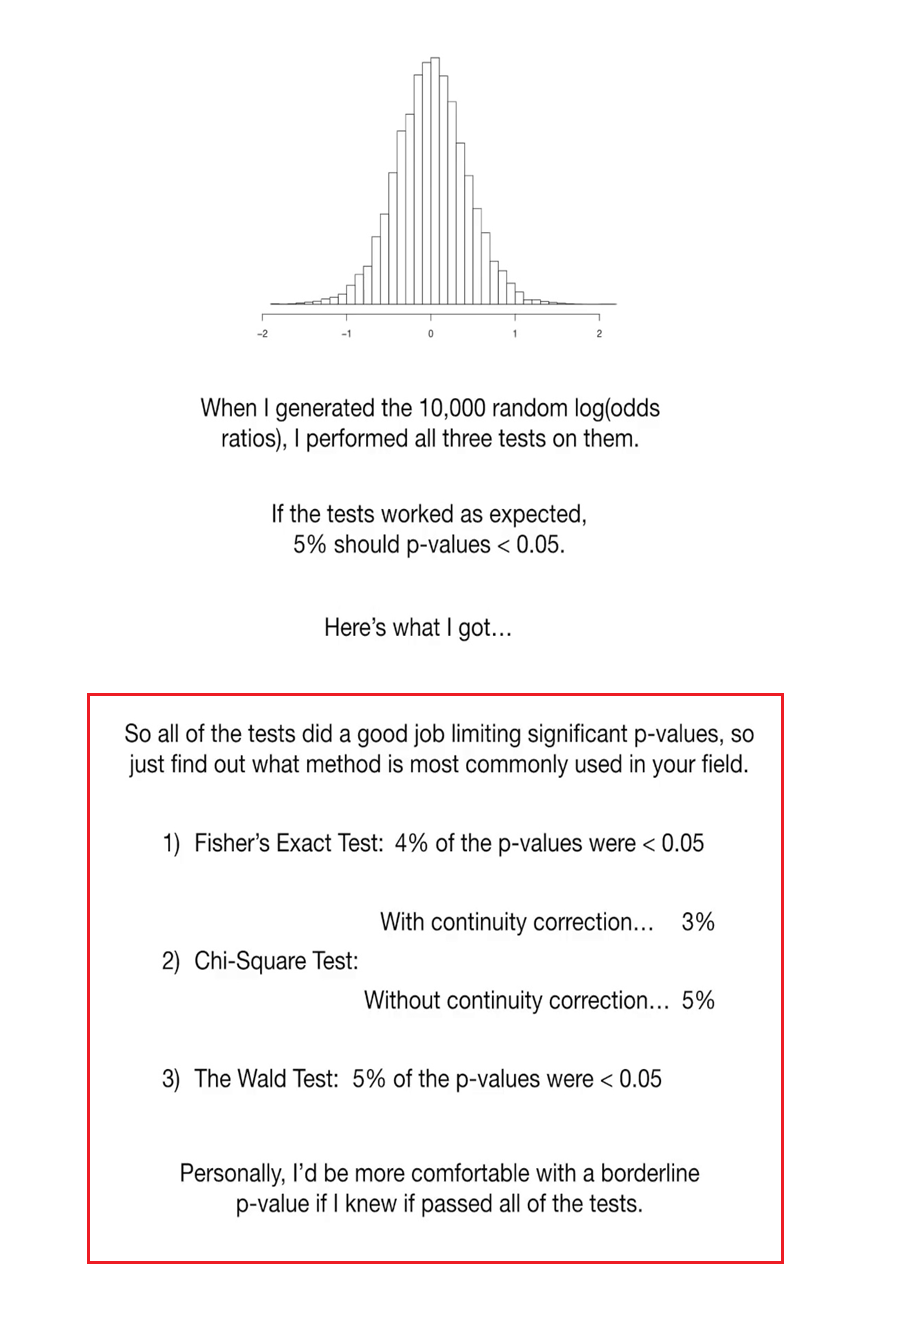 −2 −1 0 1 2
When I generated the 10,000 random log(odds
ratios), I performed all three tests on them.
If the tests worked as expected,
5% should p-values < 0.05.
Here's what I got...
So all of the tests did a good job limiting significant p-values, so
just find out what method is most commonly used in your field.
1) Fisher's Exact Test: 4% of the p-values were < 0.05
With continuity correction... 3%
2) Chi-Square Test:
Without continuity correction... 5%
3) The Wald Test: 5% of the p-values were < 0.05
Personally, I'd be more comfortable with a borderline
p-value if I knew if passed all of the tests.